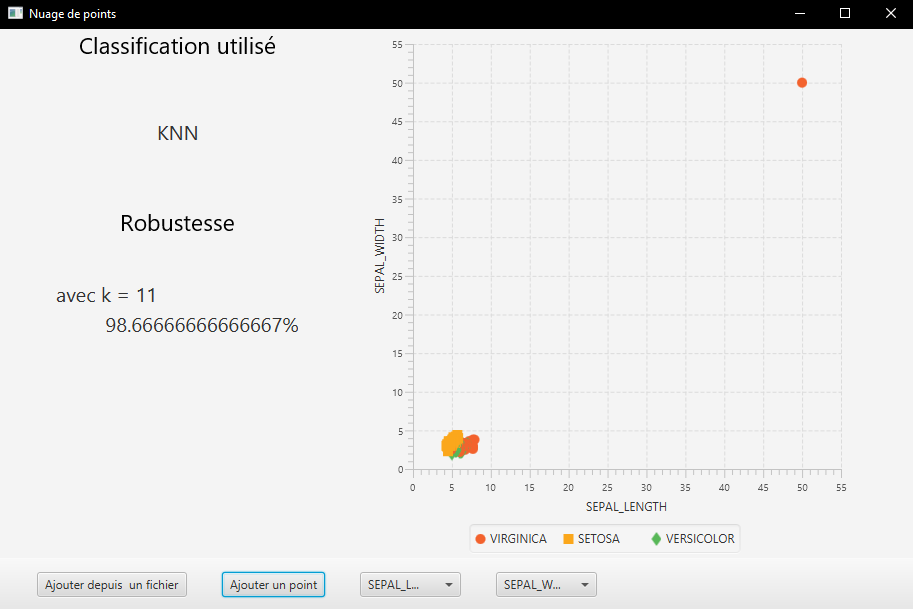 Nuage de points
Classification utilisé
KNN
Robustesse
avec k = 11
98.66666666666667%
55
50
45
40
35
30
25
20
15
10
5
0
SEPAL_WIDTH
0 5 10 15 20 25 30 35 40 45 50 55
SEPAL_LENGTH
VIRGINICA SETOSA VERSICOLOR
Ajouter depuis un fichier Ajouter un point SEPAL_L... SEPAL_W...